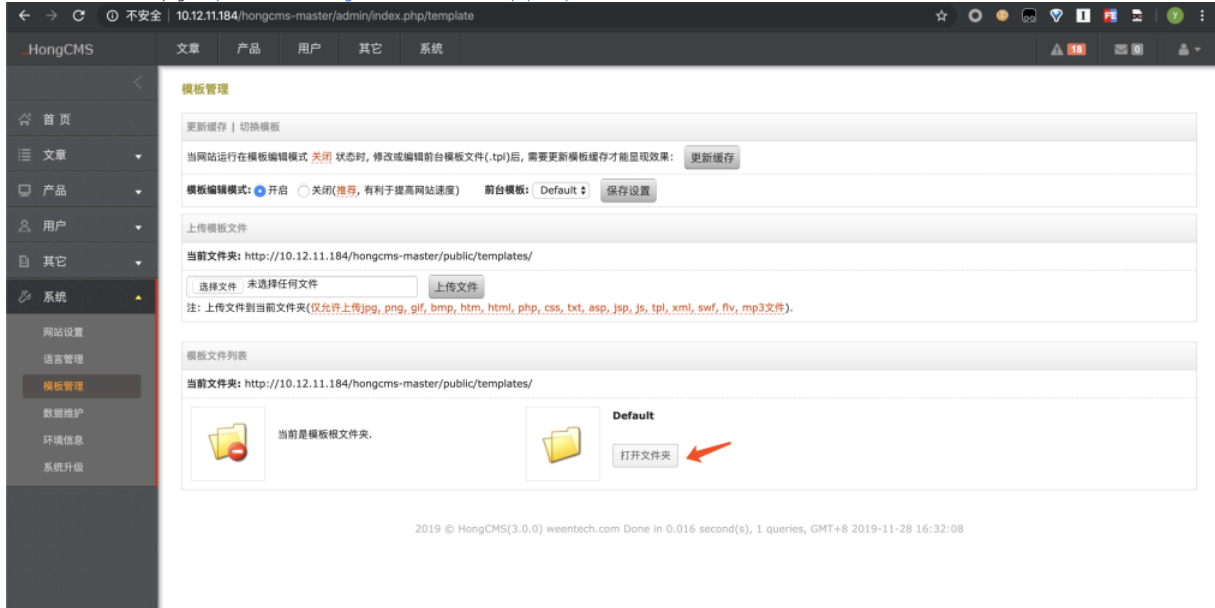 不安全 | 10.12.11.184/hongcms-master/admin/index.php/template
HongCMS 文章 产品 用户 其它 系统 18 0
模板管理
首页
文章
产品
用户
其它
系统
网站设置
语言管理
模板管理
数据维护
环境信息
系统升级
更新缓存 | 切换模板
当网站运行在模板编辑模式 关闭 状态时, 修改或编辑前台模板文件(.tpl)后, 需要更新模板缓存才能显现效果: 更新缓存
模板编辑模式: 开启 关闭(推荐, 有利于提高网站速度) 前台模板: Default 保存设置
上传模板文件
当前文件夹: http://10.12.11.184/hongcms-master/public/templates/
选择文件 未选择任何文件 上传文件
注: 上传文件到当前文件夹(仅允许上传jpg, png, gif, bmp, htm, html, php, css, txt, asp, jsp, js, tpl, xml, swf, flv, mp3文件).
模板文件列表
当前文件夹: http://10.12.11.184/hongcms-master/public/templates/
当前是模板根文件夹.
Default
打开文件夹
2019 © HongCMS(3.0.0) weentech.com Done in 0.016 second(s), 1 queries, GMT+8 2019-11-28 16:32:08